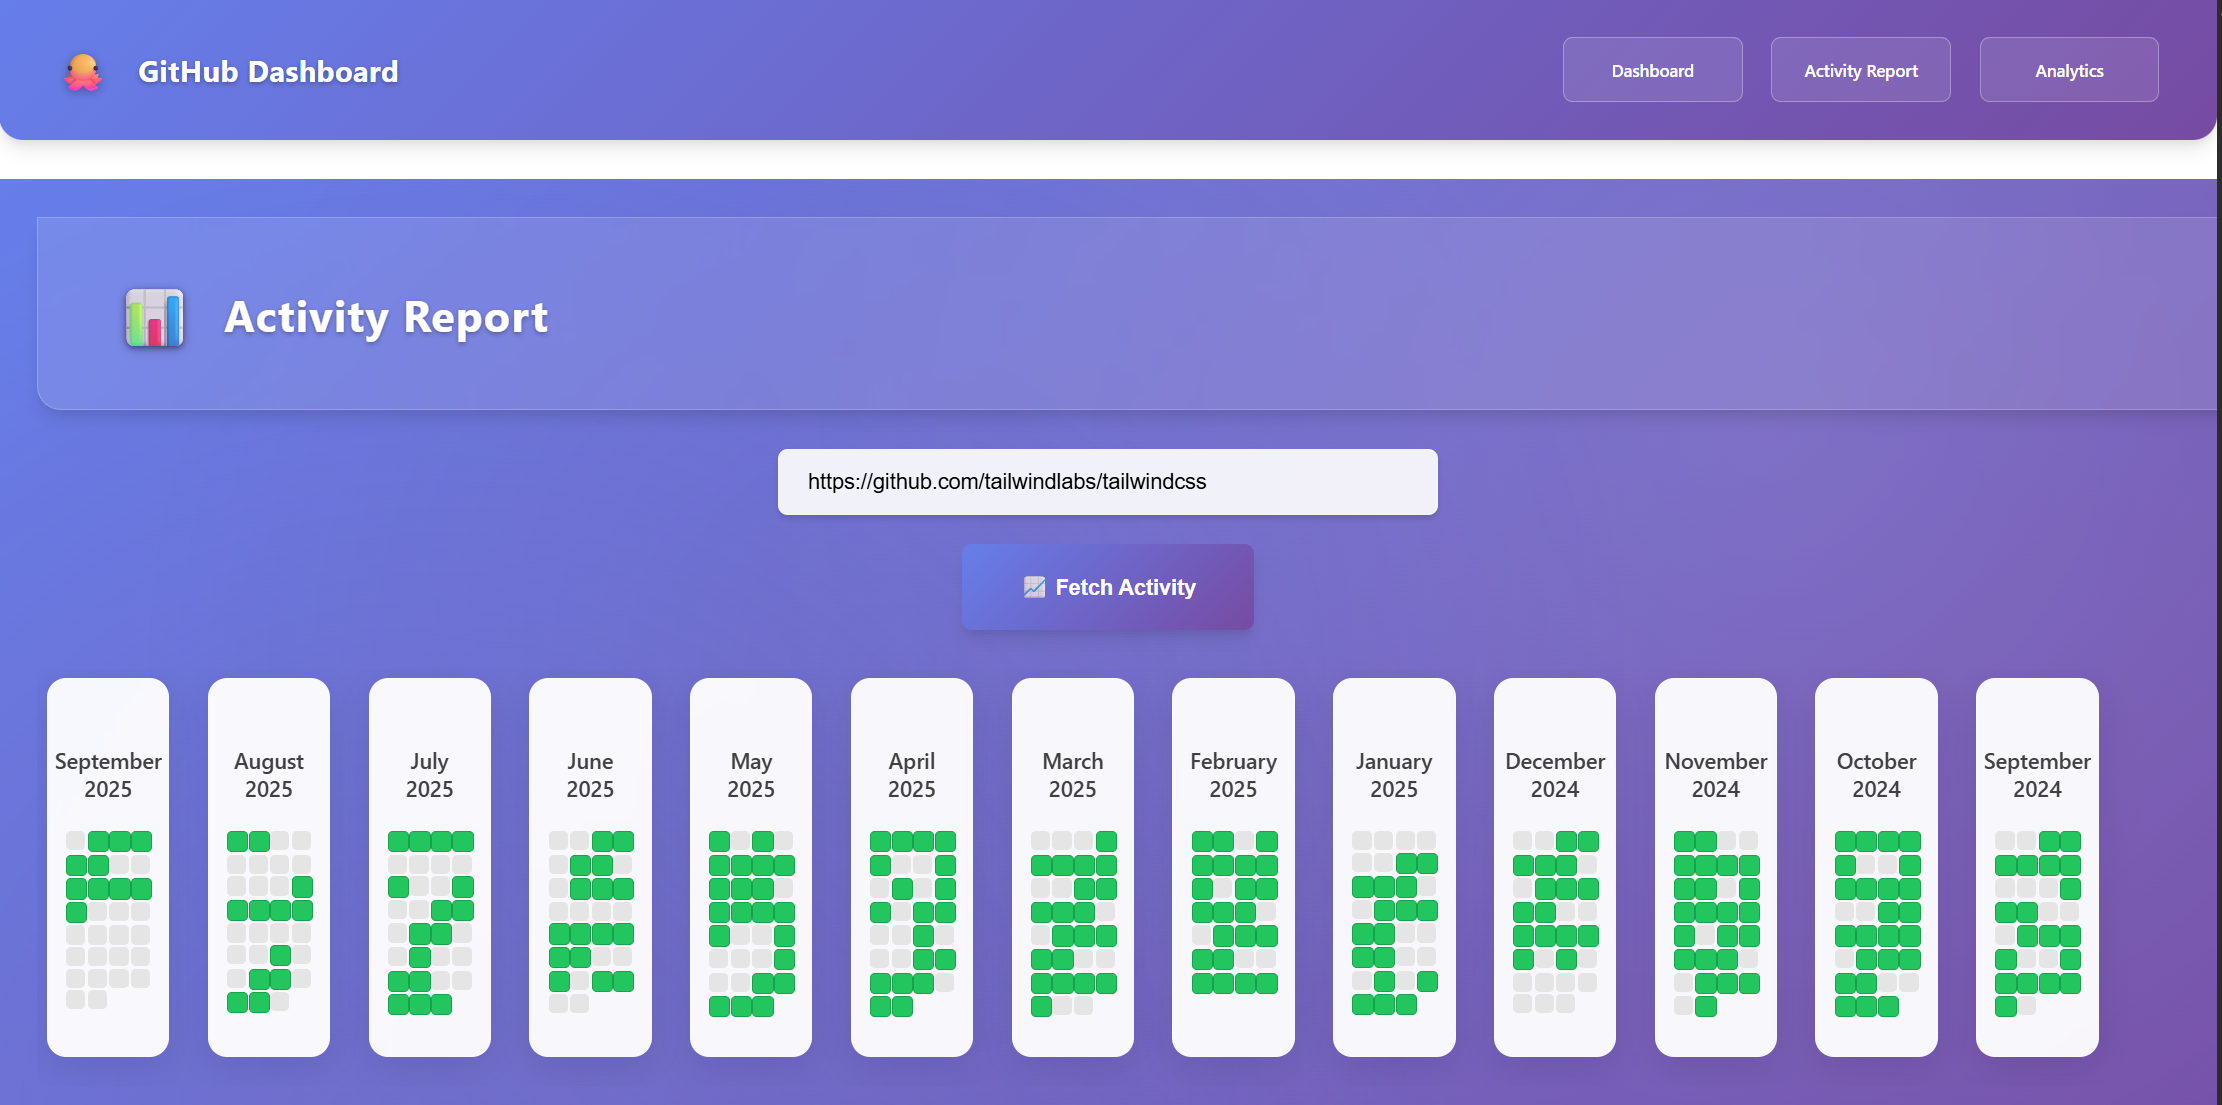 GitHub Dashboard
Dashboard
Activity Report
Analytics
Activity Report
https://github.com/tailwindlabs/tailwindcss
Fetch Activity
September
2025
August
2025
July
2025
June
2025
May
2025
April
2025
March
2025
February
2025
January
2025
December
2024
November
2024
October
2024
September
2024